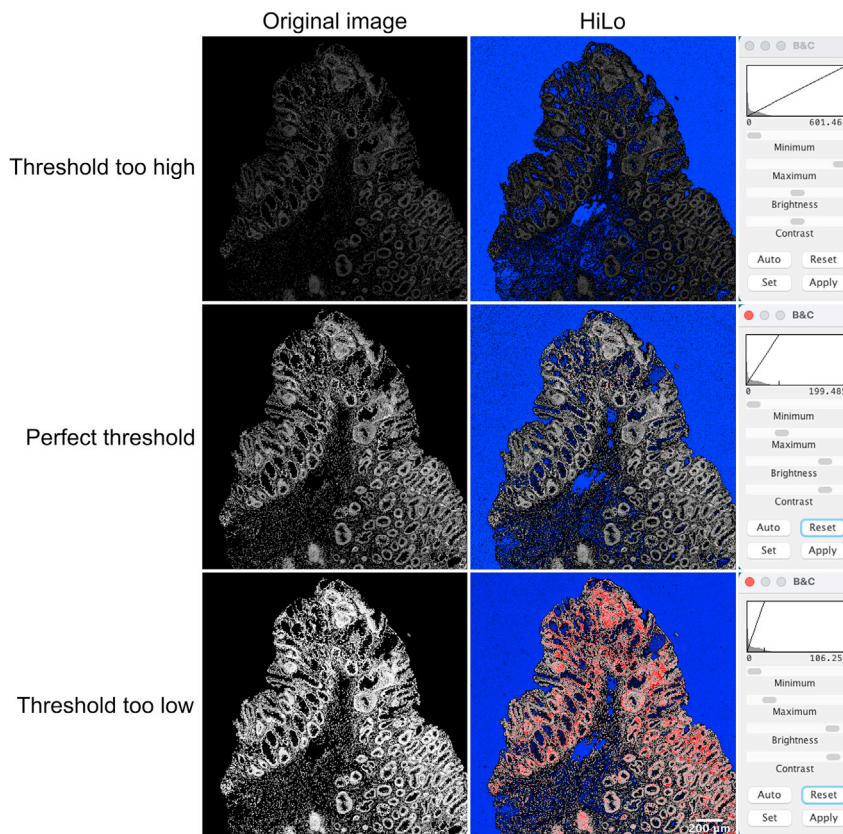 Original image
HiLo
B&C
0 601.46
Minimum
Maximum
Brightness
Contrast
Auto Reset
Set Apply
Threshold too high
B&C
0 199.485
Minimum
Maximum
Brightness
Contrast
Auto Reset
Set Apply
Perfect threshold
B&C
0 106.25
Minimum
Maximum
Brightness
Contrast
Auto Reset
Set Apply
Threshold too low
200 μm